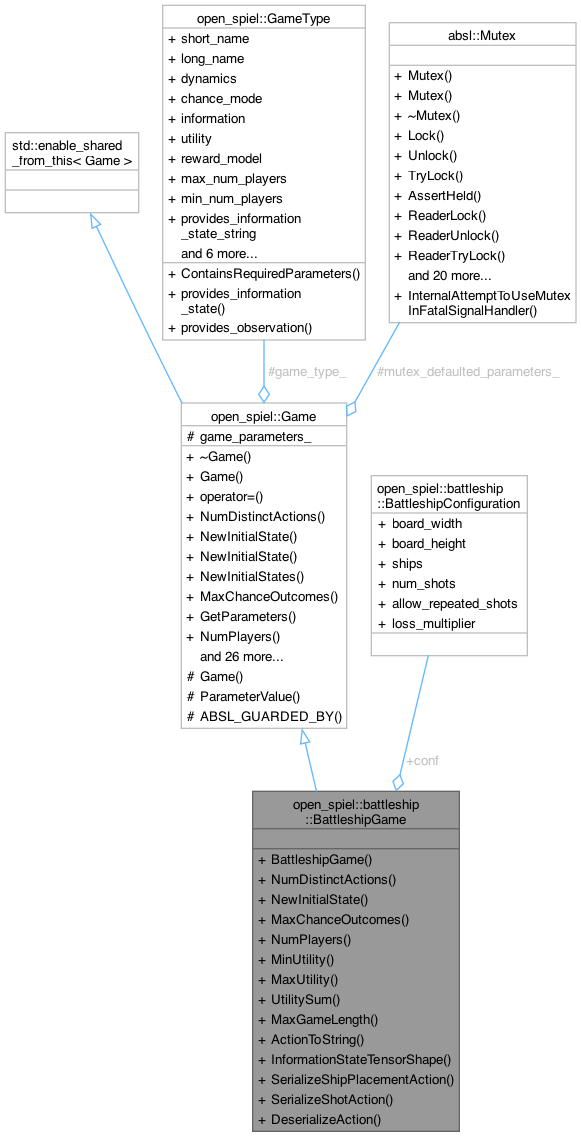 open_spiel::GameType
+ short_name
+ long_name
+ dynamics
+ chance_mode
+ information
+ utility
+ reward_model
+ max_num_players
+ min_num_players
+ provides_information
_state_string
and 6 more...
+ ContainsRequiredParameters()
+ provides_information
_state()
+ provides_observation()
absl::Mutex
+ Mutex()
+ Mutex()
+ ~Mutex()
+ Lock()
+ Unlock()
+ TryLock()
+ AssertHeld()
+ ReaderLock()
+ ReaderUnlock()
+ ReaderTryLock()
and 20 more...
+ InternalAttemptToUseMutex
InFatalSignalHandler()
std::enable_shared
_from_this< Game >
#game_type_
#mutex_defaulted_parameters_
open_spiel::Game
# game_parameters_
+ ~Game()
+ Game()
+ operator=()
+ NumDistinctActions()
+ NewInitialState()
+ NewInitialState()
+ NewInitialStates()
+ MaxChanceOutcomes()
+ GetParameters()
+ NumPlayers()
and 26 more...
# Game()
# ParameterValue()
# ABSL_GUARDED_BY()
open_spiel::battleship
::BattleshipConfiguration
+ board_width
+ board_height
+ ships
+ num_shots
+ allow_repeated_shots
+ loss_multiplier
+conf
open_spiel::battleship
::BattleshipGame
+ BattleshipGame()
+ NumDistinctActions()
+ NewInitialState()
+ MaxChanceOutcomes()
+ NumPlayers()
+ MinUtility()
+ MaxUtility()
+ UtilitySum()
+ MaxGameLength()
+ ActionToString()
+ InformationStateTensorShape()
+ SerializeShipPlacementAction()
+ SerializeShotAction()
+ DeserializeAction()